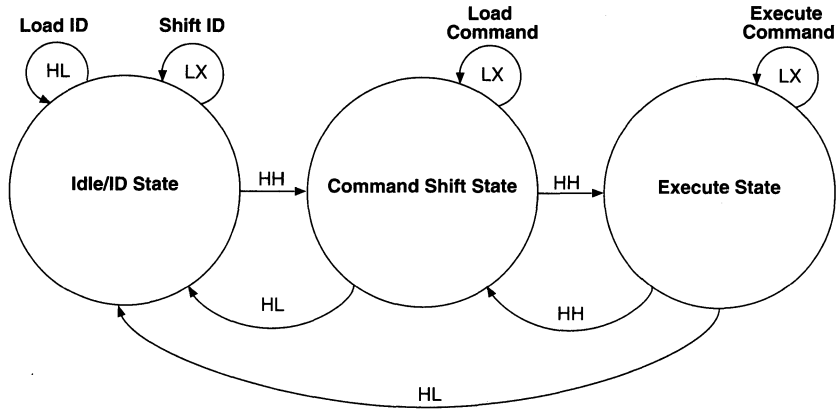 Load ID
Shift ID
Load
Command
Execute
Command
HL
LX
LX
LX
Idle/ID State
HH
Command Shift State
HH
Execute State
HL
HH
HL